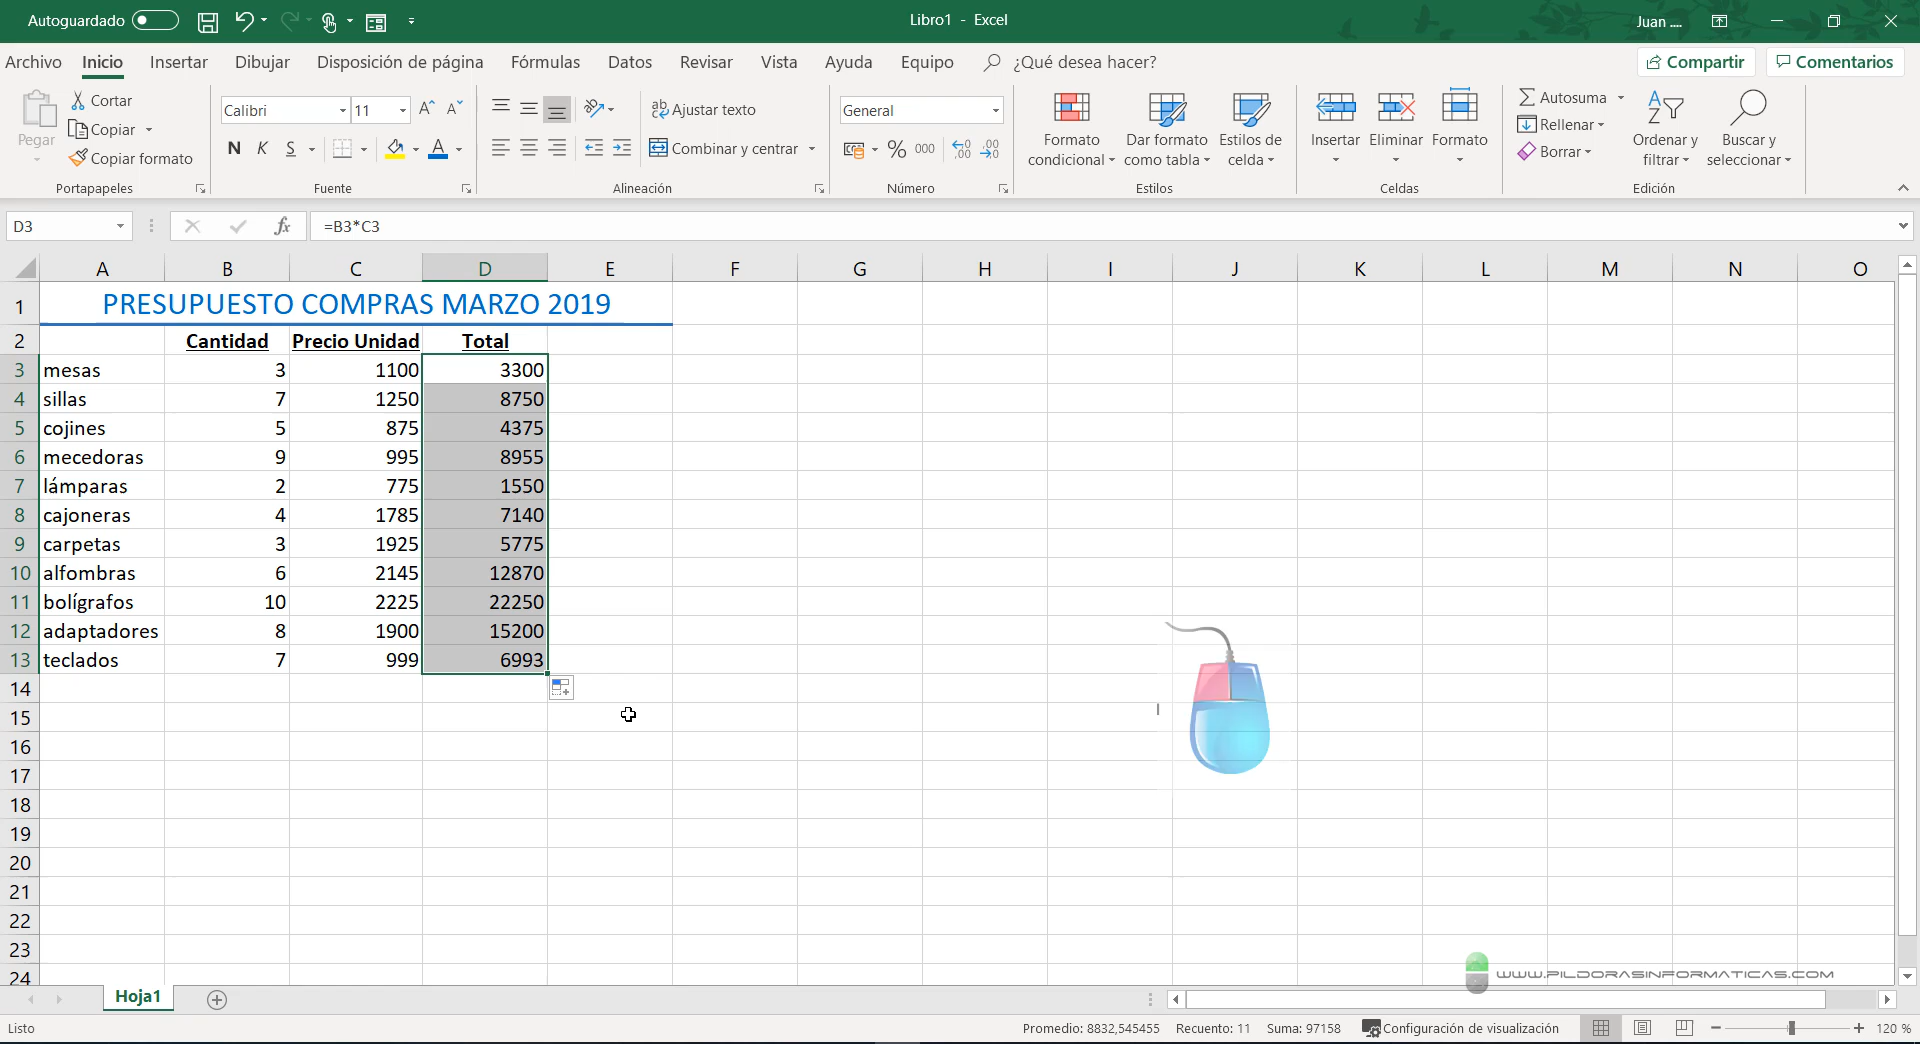 Autoguardado
Libro1 - Excel
Juan ....
Archivo Inicio Insertar Dibujar Disposición de página Fórmulas Datos Revisar Vista Ayuda Equipo ¿Qué desea hacer? Compartir Comentarios
Pegar
Cortar
Copiar
Copiar formato
Portapapeles
Calibri 11
N K S
Fuente
Ajustar texto
Combinar y centrar
Alineación
General
% 000
Número
Formato condicional
Dar formato como tabla
Estilos de celda
Estilos
Insertar Eliminar Formato
Celdas
Autosuma
Rellenar
Borrar
Ordenar y filtrar
Buscar y seleccionar
Edición
D3 fx =B3*C3
A B C D E F G H I J K L M N O
1 PRESUPUESTO COMPRAS MARZO 2019
2 Cantidad Precio Unidad Total
3 mesas 3 1100 3300
4 sillas 7 1250 8750
5 cojines 5 875 4375
6 mecedoras 9 995 8955
7 lámparas 2 775 1550
8 cajoneras 4 1785 7140
9 carpetas 3 1925 5775
10 alfombras 6 2145 12870
11 bolígrafos 10 2225 22250
12 adaptadores 8 1900 15200
13 teclados 7 999 6993
14
15
16
17
18
19
20
21
22
23
24
WWW.PILDORASINFORMATICAS.COM
Hoja1
Listo Promedio: 8832,545455 Recuento: 11 Suma: 97158 Configuración de visualización 120 %